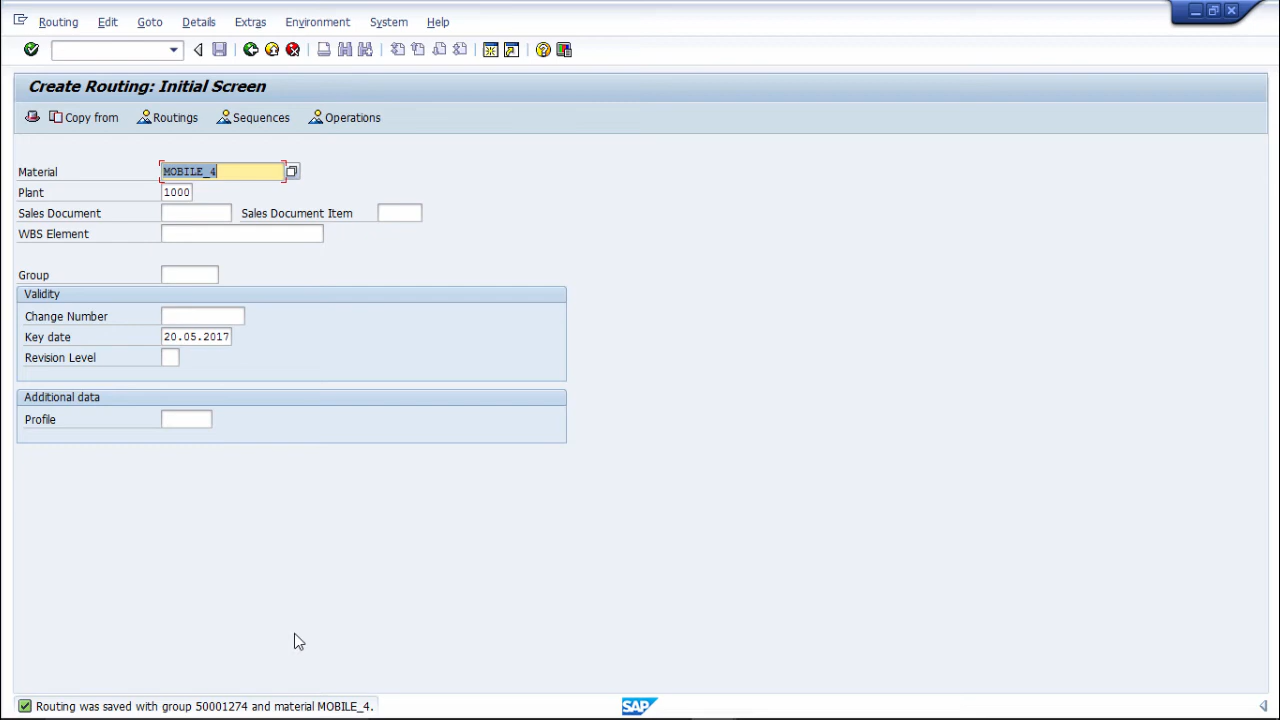 Routing Edit Goto Details Extras Environment System Help
Create Routing: Initial Screen
Copy from Routings Sequences Operations
Material MOBILE_4
Plant 1000
Sales Document Sales Document Item
WBS Element
Group
Validity
Change Number
Key date 20.05.2017
Revision Level
Additional data
Profile
Routing was saved with group 50001274 and material MOBILE_4. SAP